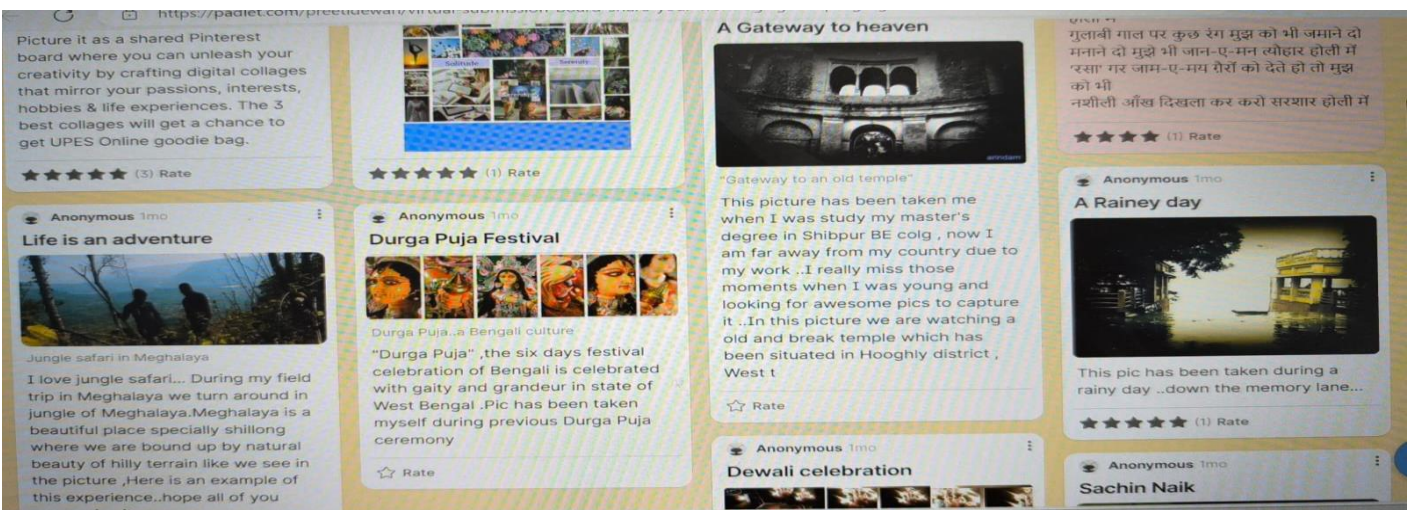 https://padlet.com/preetidewan/virtual-submission-board-share-your-
Picture it as a shared Pinterest
board where you can unleash your
creativity by crafting digital collages
that mirror your passions, interests,
hobbies & life experiences. The 3
best collages will get a chance to
get UPES Online goodie bag.
(3) Rate
Anonymous 1mo
Life is an adventure
Jungle safari in Meghalaya
I love jungle safari... During my field
trip in Meghalaya we turn around in
jungle of Meghalaya.Meghalaya is a
beautiful place specially shillong
where we are bound up by natural
beauty of hilly terrain like we see in
the picture ,Here is an example of
this experience..hope all of you
Solitude
Serenity
(1) Rate
Anonymous 1mo
Durga Puja Festival
Durga Puja..a Bengali culture
"Durga Puja" ,the six days festival
celebration of Bengali is celebrated
with gaity and grandeur in state of
West Bengal .Pic has been taken
myself during previous Durga Puja
ceremony
Rate
A Gateway to heaven
arindam
"Gateway to an old temple"
This picture has been taken me
when I was study my master's
degree in Shibpur BE colg , now I
am far away from my country due to
my work ..I really miss those
moments when I was young and
looking for awesome pics to capture
it ..In this picture we are watching a
old and break temple which has
been situated in Hooghly district ,
West t
Rate
Anonymous 1mo
Dewali celebration
गुलाबी गाल पर कुछ रंग मुझ को भी जमाने दो
मनाने दो मुझे भी जान-ए-मन त्यौहार होली में
'रसा' गर जाम-ए-मय ग़ैरों को देते हो तो मुझ
को भी
नशीली आँख दिखला कर करो सरशार होली में
(1) Rate
Anonymous 1mo
A Rainey day
This pic has been taken during a
rainy day ..down the memory lane...
(1) Rate
Anonymous 1mo
Sachin Naik